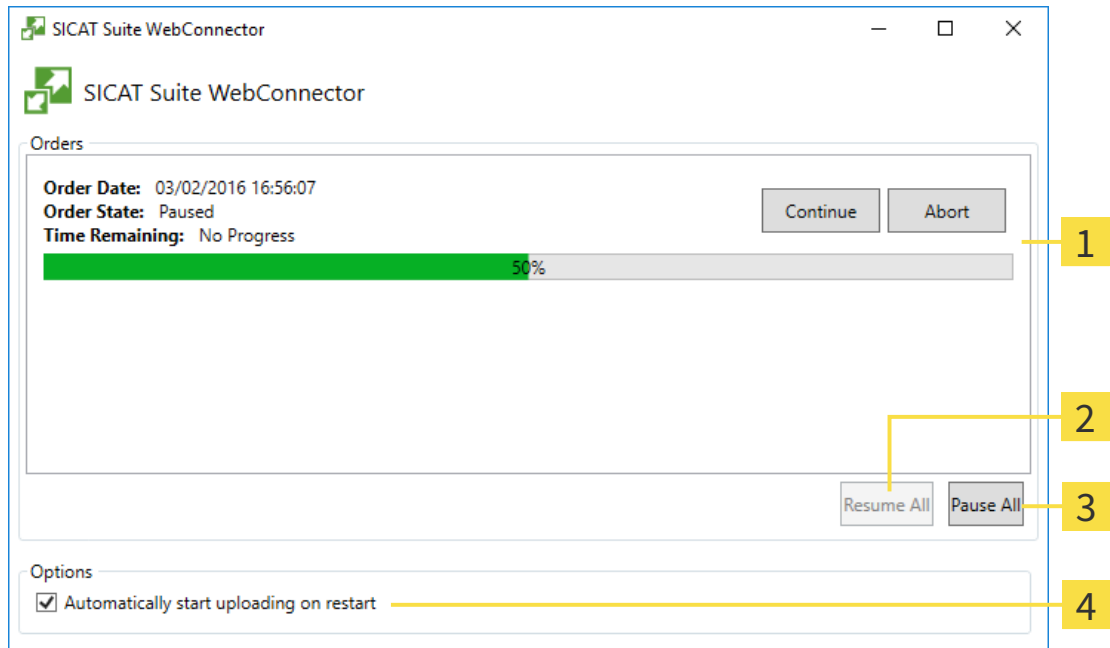 SICAT Suite WebConnector
SICAT Suite WebConnector
Orders
Order Date: 03/02/2016 16:56:07
Order State: Paused
Time Remaining: No Progress
Continue
Abort
1
50%
2
Resume All
Pause All
3
Options
Automatically start uploading on restart
4